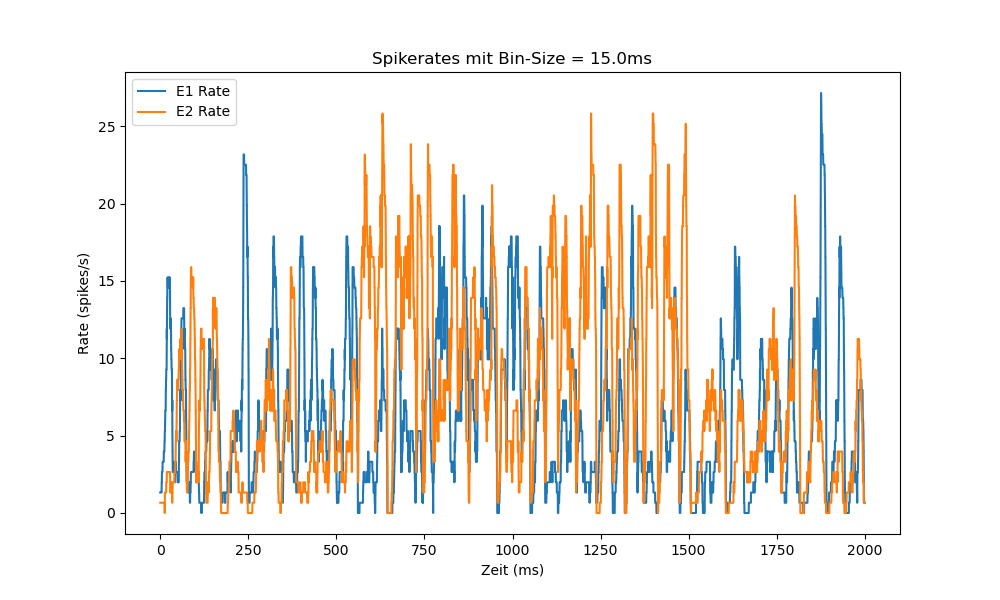 Spikerates mit Bin-Size = 15.0ms
E1 Rate
E2 Rate
Rate (spikes/s)
25
20
15
10
5
0
0 250 500 750 1000 1250 1500 1750 2000
Zeit (ms)